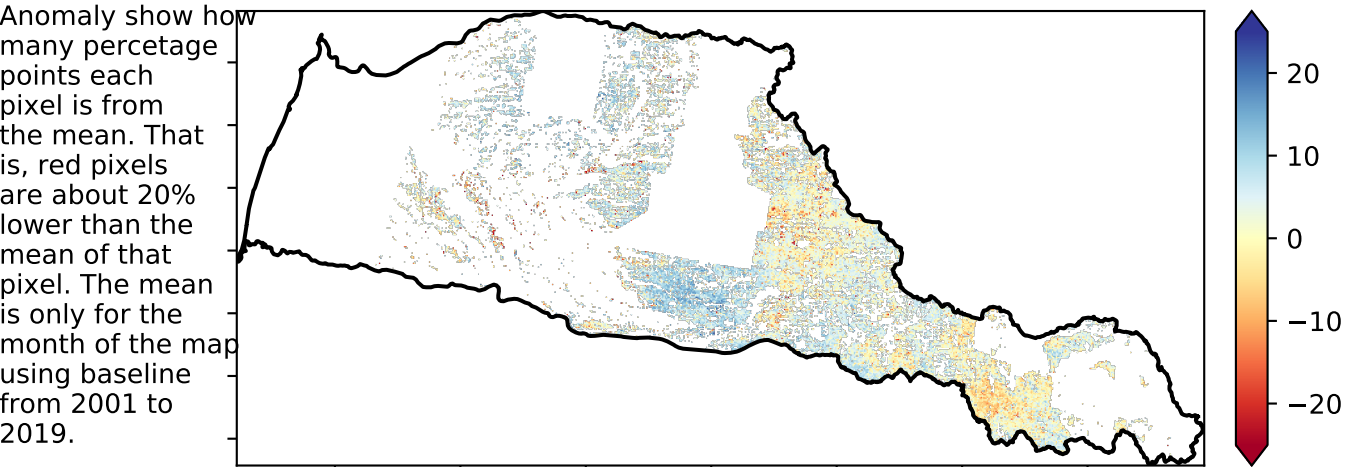 Anomaly show how
many percetage
points each
pixel is from
the mean. That
is, red pixels
are about 20%
lower than the
mean of that
pixel. The mean
is only for the
month of the map
using baseline
from 2001 to
2019.
20
10
0
−10
−20